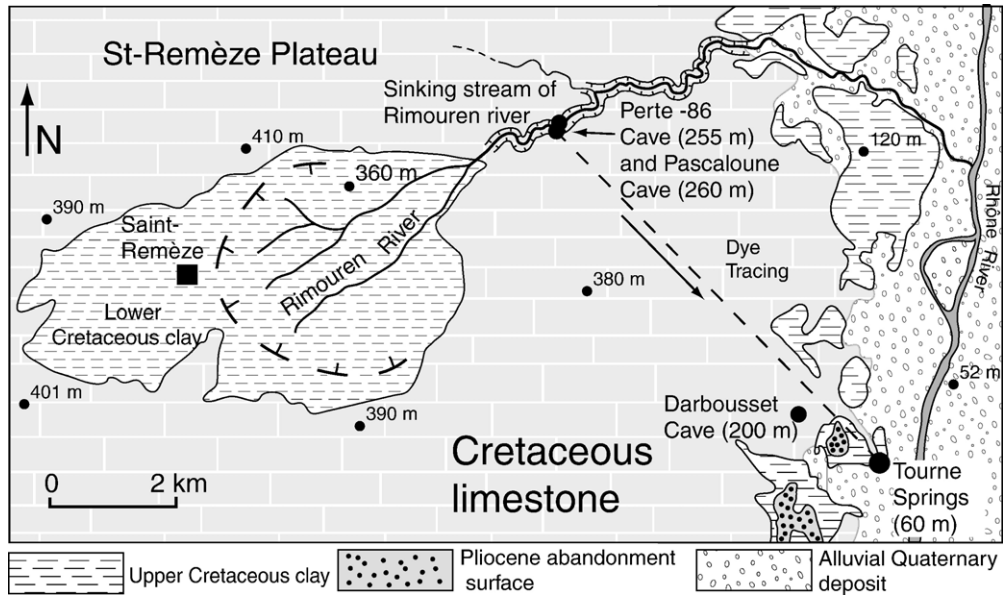 St-Remèze Plateau
Sinking stream of
Rimouren river
N
410 m
Perte -86
Cave (255 m)
and Pascaloune
Cave (260 m)
120 m
360 m
390 m
Saint-
Remèze
Rimouren River
Rhone River
Dye
Tracing
380 m
Lower
Cretaceous clay
401 m
390 m
52 m
Darbousset
Cave (200 m)
Cretaceous
limestone
0 2 km
Tourne
Springs
(60 m)
Upper Cretaceous clay
Pliocene abandonment
surface
Alluvial Quaternary
deposit